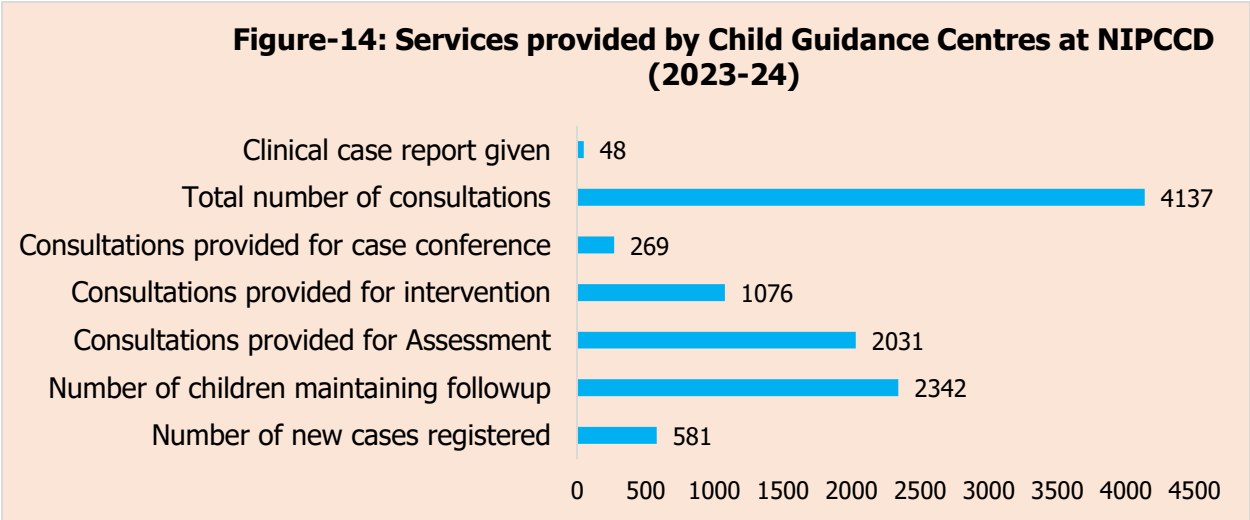 Figure-14: Services provided by Child Guidance Centres at NIPCCD
(2023-24)
Clinical case report given 48
Total number of consultations 4137
Consultations provided for case conference 269
Consultations provided for intervention 1076
Consultations provided for Assessment 2031
Number of children maintaining followup 2342
Number of new cases registered 581
0 500 1000 1500 2000 2500 3000 3500 4000 4500